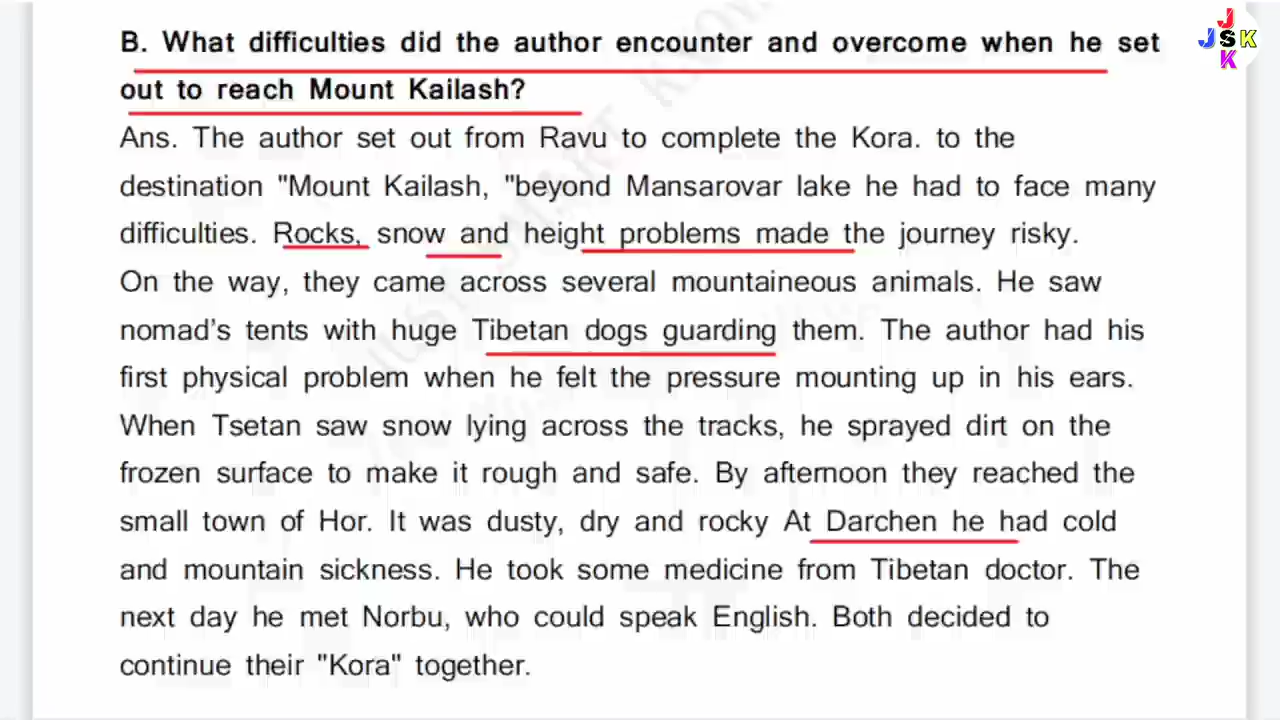 B. What difficulties did the author encounter and overcome when he set
out to reach Mount Kailash?
Ans. The author set out from Ravu to complete the Kora. to the
destination "Mount Kailash, "beyond Mansarovar lake he had to face many
difficulties. Rocks, snow and height problems made the journey risky.
On the way, they came across several mountaineous animals. He saw
nomad's tents with huge Tibetan dogs guarding them. The author had his
first physical problem when he felt the pressure mounting up in his ears.
When Tsetan saw snow lying across the tracks, he sprayed dirt on the
frozen surface to make it rough and safe. By afternoon they reached the
small town of Hor. It was dusty, dry and rocky At Darchen he had cold
and mountain sickness. He took some medicine from Tibetan doctor. The
next day he met Norbu, who could speak English. Both decided to
continue their "Kora" together.
J
JSK
K